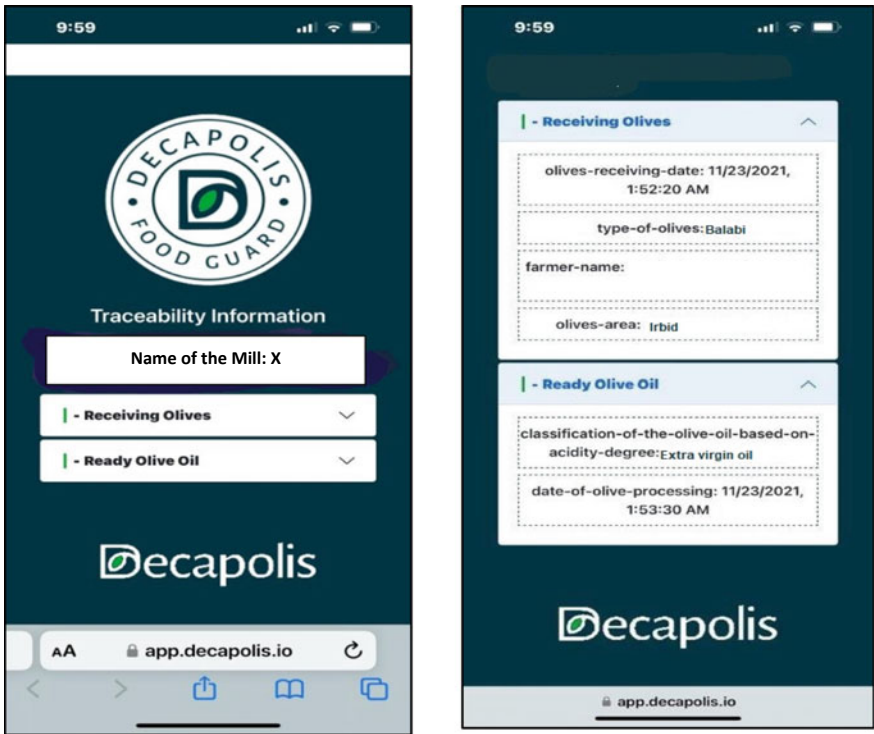 9:59
DECAPOLIS
FOOD GUARD
Traceability Information
Name of the Mill: X
- Receiving Olives
- Ready Olive Oil
Decapolis
AA app.decapolis.io
9:59
- Receiving Olives
olives-receiving-date: 11/23/2021,
1:52:20 AM
type-of-olives:Balabi
farmer-name:
olives-area: Irbid
- Ready Olive Oil
classification-of-the-olive-oil-based-on-
acidity-degree:Extra virgin oil
date-of-olive-processing: 11/23/2021,
1:53:30 AM
Decapolis
app.decapolis.io